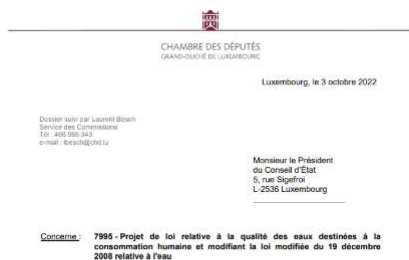 CHAMBRE DES DÉPUTÉS
GRAND-DUCHÉ DE LUXEMBOURG
Luxembourg, le 3 octobre 2022
Dossier suivi par Laurent Besch
Service des Commissions
Tél : 466.966.343
e-mail : lbesch@chd.lu
Monsieur le Président
du Conseil d'État
5, rue Sigefroi
L-2536 Luxembourg
Concerne : 7995 - Projet de loi relative à la qualité des eaux destinées à la
consommation humaine et modifiant la loi modifiée du 19 décembre
2008 relative à l'eau